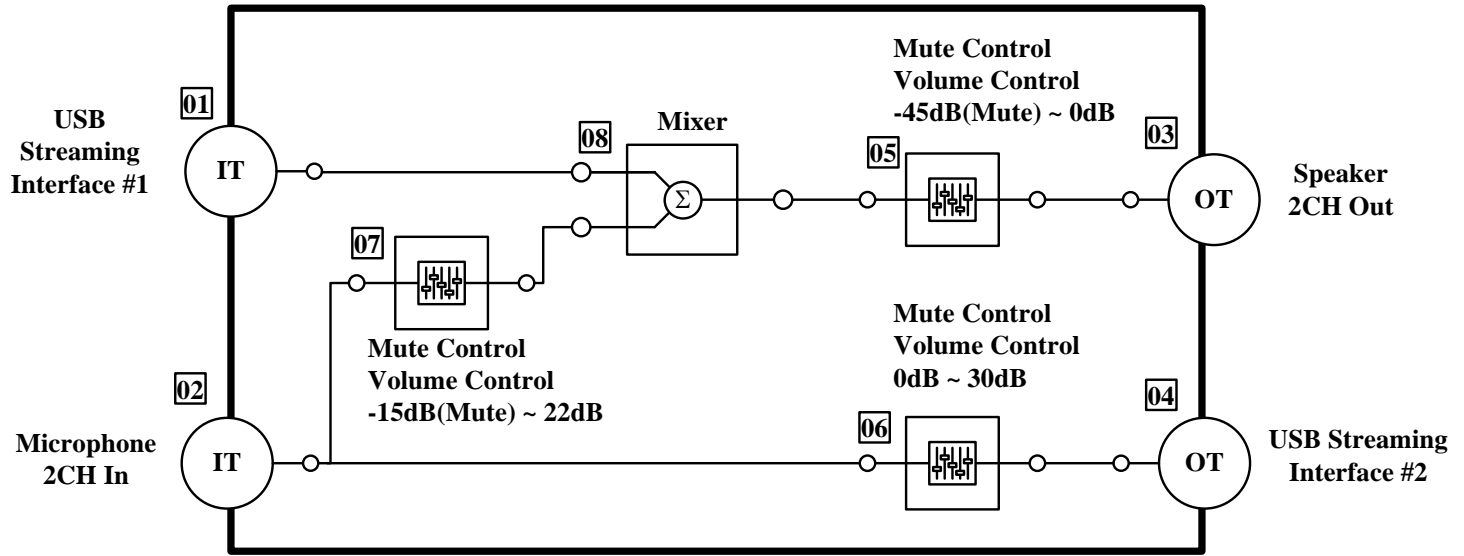 01
USB
Streaming
Interface #1
IT
08
Mixer
Σ
Mute Control
Volume Control
-45dB(Mute) ~ 0dB
05
03
OT
Speaker
2CH Out
07
Mute Control
Volume Control
-15dB(Mute) ~ 22dB
02
Microphone
2CH In
IT
Mute Control
Volume Control
0dB ~ 30dB
06
04
OT
USB Streaming
Interface #2